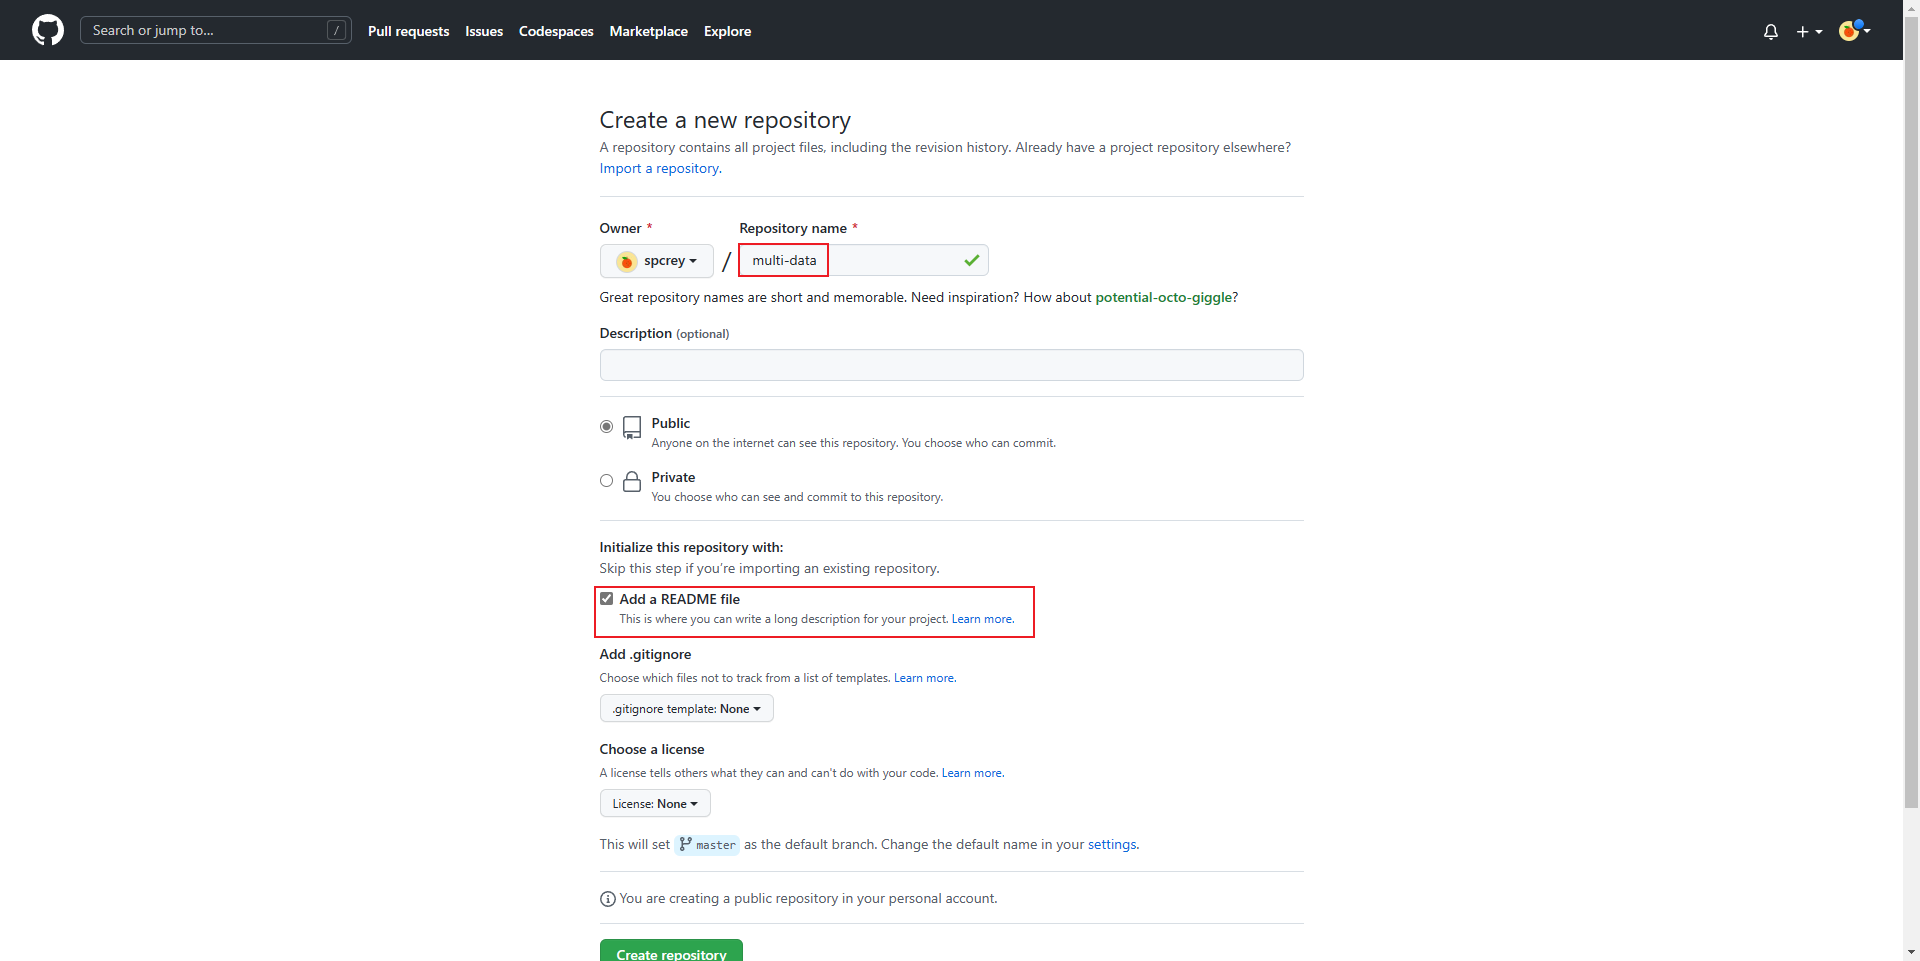 Search or jump to... /
Pull requests Issues Codespaces Marketplace Explore
Create a new repository
A repository contains all project files, including the revision history. Already have a project repository elsewhere?
Import a repository.
Owner * Repository name *
spcrey / multi-data
Great repository names are short and memorable. Need inspiration? How about potential-octo-giggle?
Description (optional)
Public
Anyone on the internet can see this repository. You choose who can commit.
Private
You choose who can see and commit to this repository.
Initialize this repository with:
Skip this step if you’re importing an existing repository.
Add a README file
This is where you can write a long description for your project. Learn more.
Add .gitignore
Choose which files not to track from a list of templates. Learn more.
.gitignore template: None
Choose a license
A license tells others what they can and can't do with your code. Learn more.
License: None
This will set master as the default branch. Change the default name in your settings.
You are creating a public repository in your personal account.
Create repository